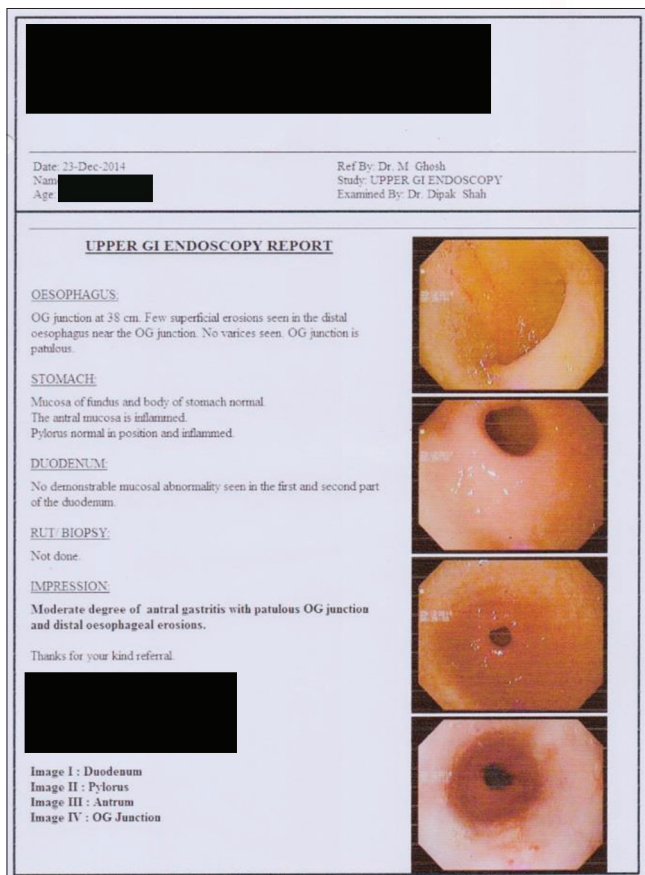 Date: 23-Dec-2014
Ref By: Dr. M Ghosh
Nam
Study: UPPER GI ENDOSCOPY
Age:
Examined By: Dr. Dipak Shah
UPPER GI ENDOSCOPY REPORT
OESOPHAGUS:
OG junction at 38 cm. Few superficial erosions seen in the distal
oesophagus near the OG junction. No varices seen. OG junction is
patulous.
STOMACH:
Mucosa of fundus and body of stomach normal.
The antral mucosa is inflamed.
Pylorus normal in position and inflamed.
DUODENUM:
No demonstrable mucosal abnormality seen in the first and second part
of the duodenum.
RUT/ BIOPSY:
Not done.
IMPRESSION:
Moderate degree of antral gastritis with patulous OG junction
and distal oesophageal erosions.
Thanks for your kind referral.
Image I : Duodenum
Image II : Pylorus
Image III : Antrum
Image IV : OG Junction